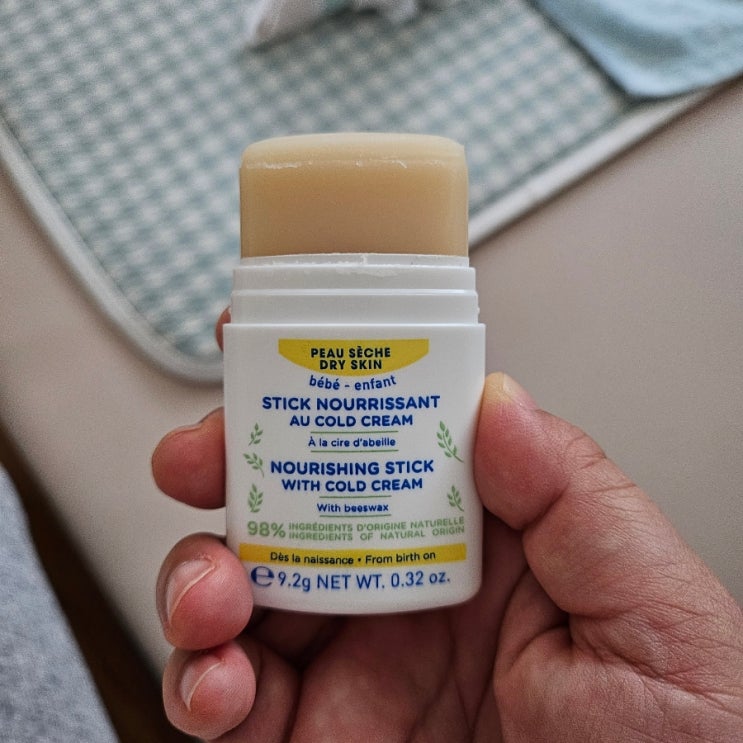 PEAU SÈCHE
DRY SKIN
bébé - enfant
STICK NOURRISSANT
AU COLD CREAM
À la cire d'abeille
NOURISHING STICK
WITH COLD CREAM
With beeswax
98% INGRÉDIENTS D'ORIGINE NATURELLE
INGREDIENTS OF NATURAL ORIGIN
Dès la naissance • From birth on
℮ 9.2g NET WT. 0.32 oz.